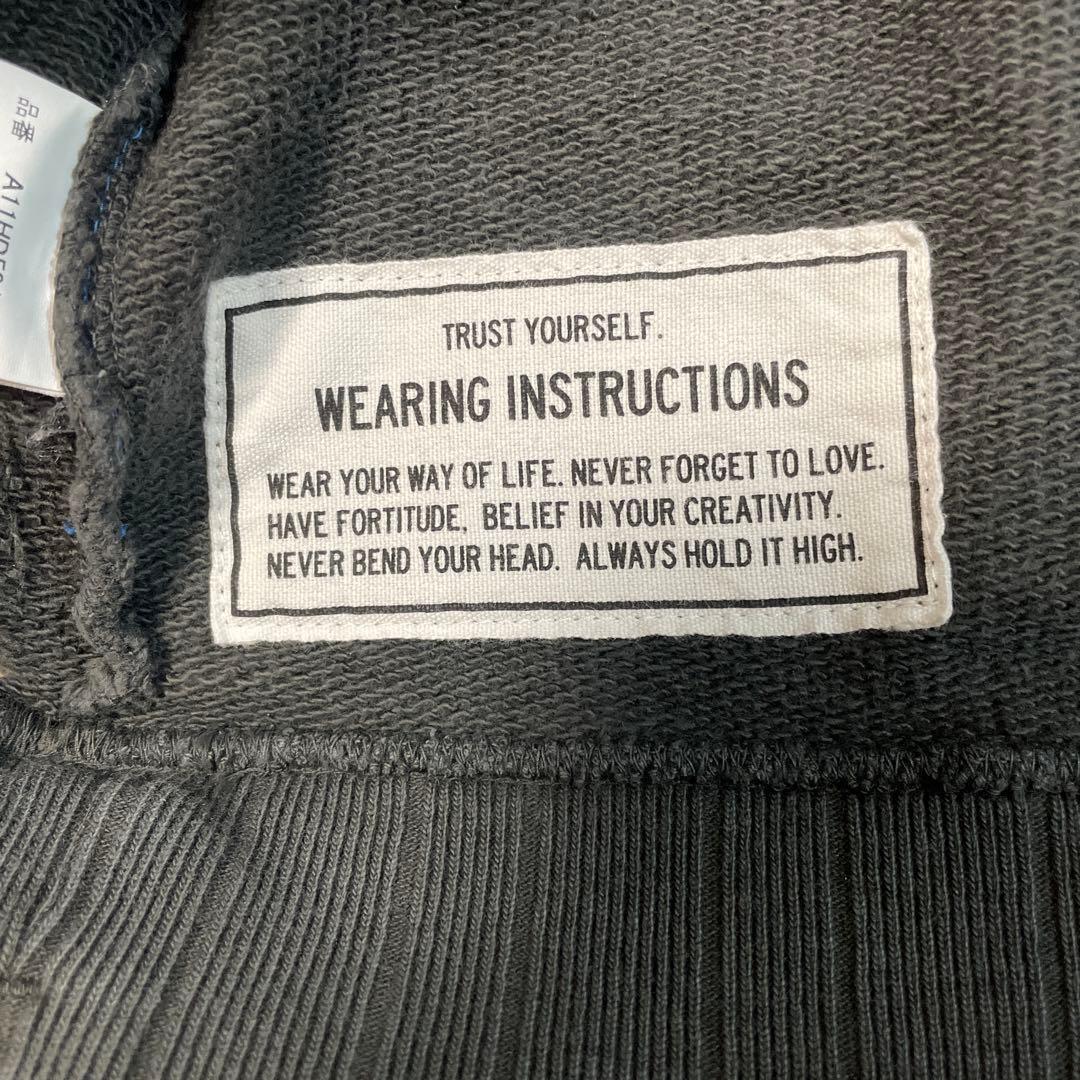 品番
TRUST YOURSELF.
WEARING INSTRUCTIONS
WEAR YOUR WAY OF LIFE. NEVER FORGET TO LOVE.
HAVE FORTITUDE, BELIEF IN YOUR CREATIVITY.
NEVER BEND YOUR HEAD. ALWAYS HOLD IT HIGH.